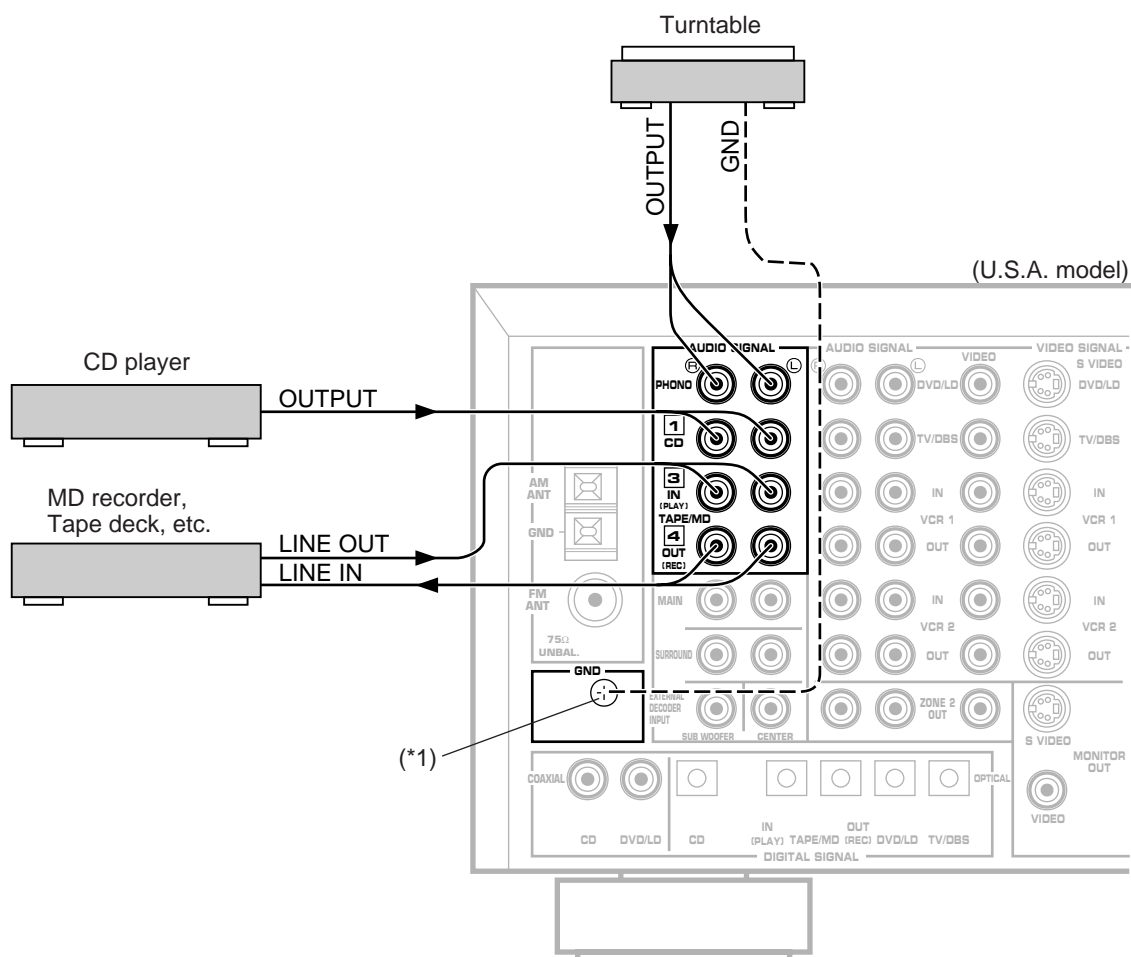 Turntable
OUTPUT
GND
(U.S.A. model)
CD player
OUTPUT
MD recorder,
Tape deck, etc.
LINE OUT
LINE IN
(*1)
AUDIO SIGNAL
R
L
PHONO
1
CD
3
IN
(PLAY)
TAPE/MD
4
OUT
(REC)
AM
ANT
GND
FM
ANT
75Ω
UNBAL.
GND
MAIN
SURROUND
EXTERNAL
DECODER
INPUT
SUB WOOFER
CENTER
AUDIO SIGNAL
R
L
VIDEO
DVD/LD
TV/DBS
IN
VCR 1
OUT
IN
VCR 2
OUT
ZONE 2
OUT
VIDEO SIGNAL
S VIDEO
DVD/LD
TV/DBS
IN
VCR 1
OUT
IN
VCR 2
OUT
S VIDEO
MONITOR
OUT
VIDEO
COAXIAL
OPTICAL
CD
DVD/LD
CD
IN
(PLAY)
TAPE/MD
OUT
(REC)
DVD/LD
TV/DBS
DIGITAL SIGNAL